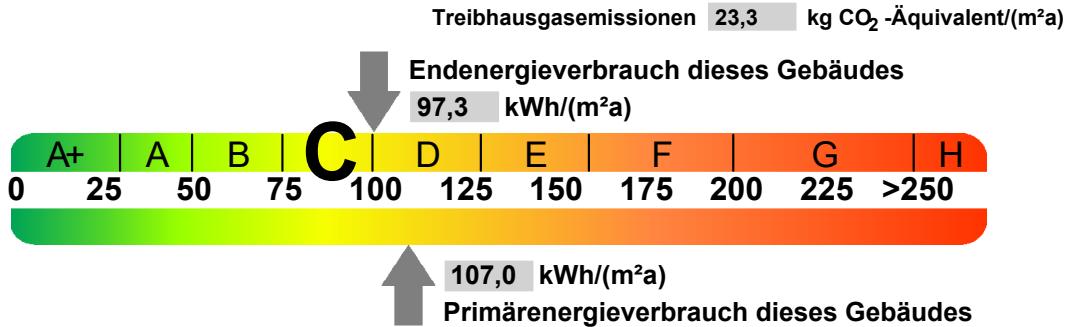 Treibhausgasemissionen 23,3 kg CO₂ -Äquivalent/(m²a)
Endenergieverbrauch dieses Gebäudes
97,3 kWh/(m²a)
A+ A B C D E F G H
0 25 50 75 100 125 150 175 200 225 >250
107,0 kWh/(m²a)
Primärenergieverbrauch dieses Gebäudes